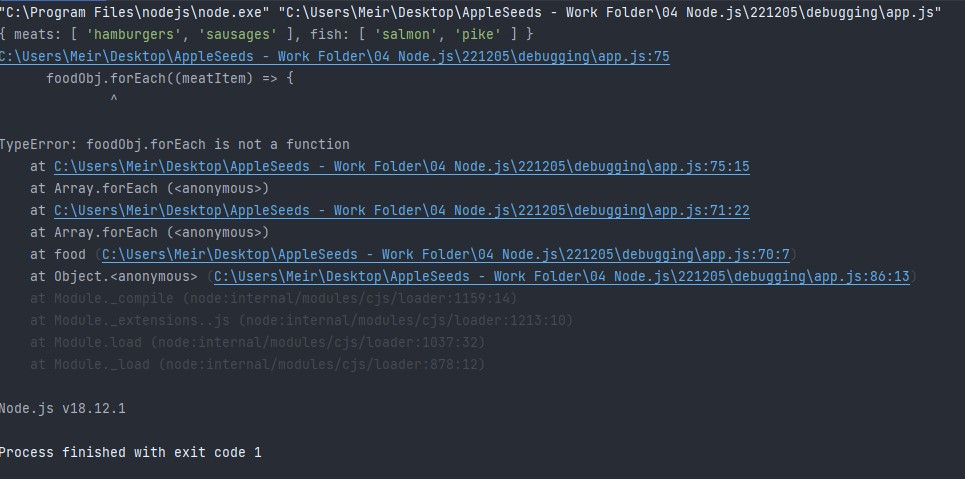 "C:\Program Files\nodejs\node.exe" "C:\Users\Meir\Desktop\AppleSeeds - Work Folder\04 Node.js\221205\debugging\app.js"
{ meats: [ 'hamburgers', 'sausages' ], fish: [ 'salmon', 'pike' ] }
C:\Users\Meir\Desktop\AppleSeeds - Work Folder\04 Node.js\221205\debugging\app.js:75
      foodObj.forEach((meatItem) => {
              ^

TypeError: foodObj.forEach is not a function
    at C:\Users\Meir\Desktop\AppleSeeds - Work Folder\04 Node.js\221205\debugging\app.js:75:15
    at Array.forEach (<anonymous>)
    at C:\Users\Meir\Desktop\AppleSeeds - Work Folder\04 Node.js\221205\debugging\app.js:71:22
    at Array.forEach (<anonymous>)
    at food (C:\Users\Meir\Desktop\AppleSeeds - Work Folder\04 Node.js\221205\debugging\app.js:70:7)
    at Object.<anonymous> (C:\Users\Meir\Desktop\AppleSeeds - Work Folder\04 Node.js\221205\debugging\app.js:86:13)
    at Module._compile (node:internal/modules/cjs/loader:1159:14)
    at Module._extensions..js (node:internal/modules/cjs/loader:1213:10)
    at Module.load (node:internal/modules/cjs/loader:1037:32)
    at Module._load (node:internal/modules/cjs/loader:878:12)

Node.js v18.12.1

Process finished with exit code 1